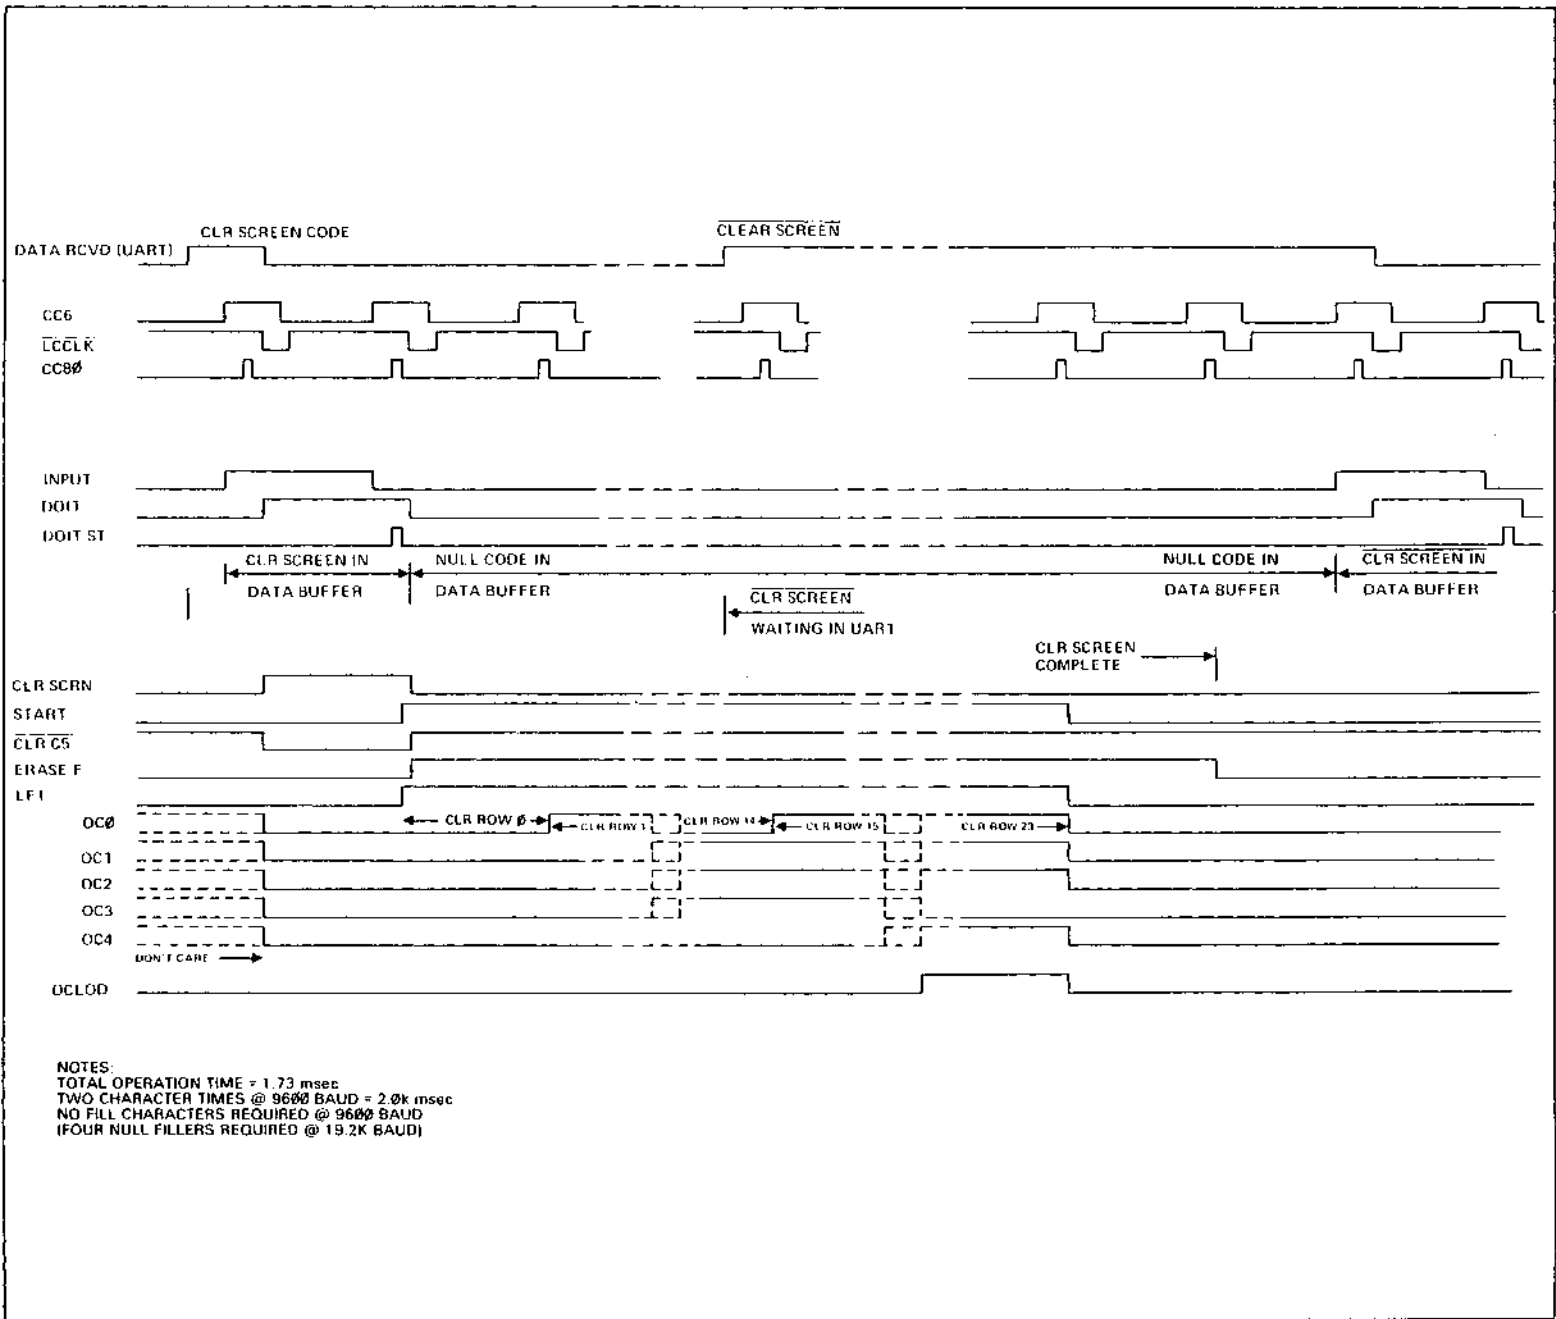 CLR SCREEN CODE
CLEAR SCREEN
DATA RCVD (UART)
CC6
LCCLK
CC8Ø
INPUT
DOIT
DOIT ST
CLR SCREEN IN
DATA BUFFER
NULL CODE IN
DATA BUFFER
CLR SCREEN
WAITING IN UART
NULL CODE IN
DATA BUFFER
CLR SCREEN IN
DATA BUFFER
CLR SCREEN
COMPLETE
CLR SCRN
START
CLR C5
ERASE F
OCØ
CLR ROW Ø
CLR ROW 1
CLR ROW 14
CLR ROW 15
CLR ROW 23
OC1
OC2
OC3
OC4
DON'T CARE
OCLOD
NOTES:
TOTAL OPERATION TIME = 1.73 msec
TWO CHARACTER TIMES @ 96ØØ BAUD = 2.Øk msec
NO FILL CHARACTERS REQUIRED @ 96ØØ BAUD
(FOUR NULL FILLERS REQUIRED @ 19.2K BAUD)